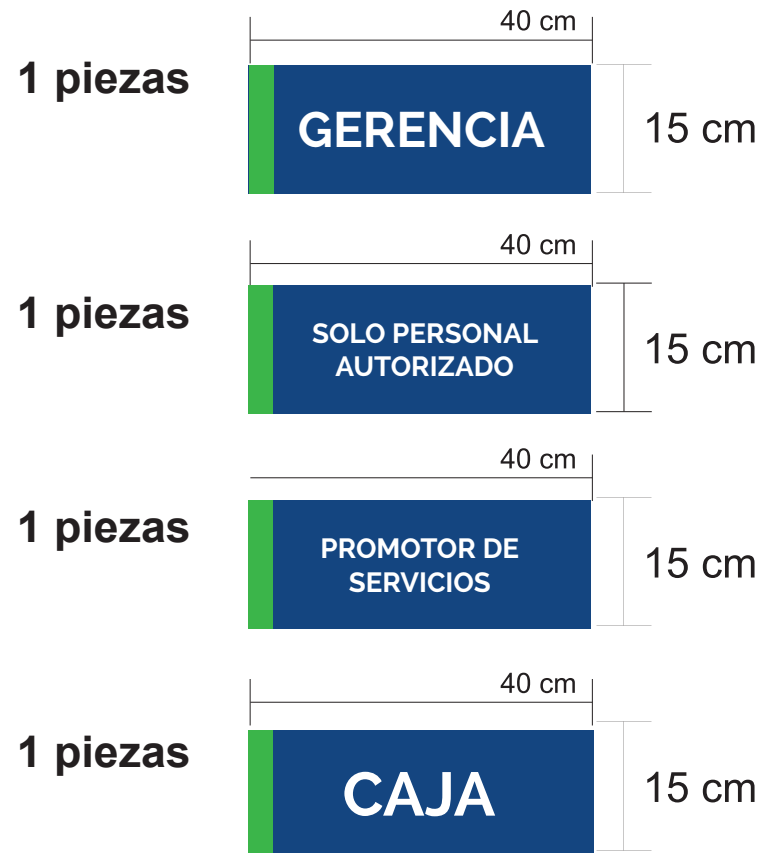 40 cm
1 piezas
GERENCIA
15 cm
40 cm
1 piezas
SOLO PERSONAL
AUTORIZADO
15 cm
40 cm
1 piezas
PROMOTOR DE
SERVICIOS
15 cm
40 cm
1 piezas
CAJA
15 cm